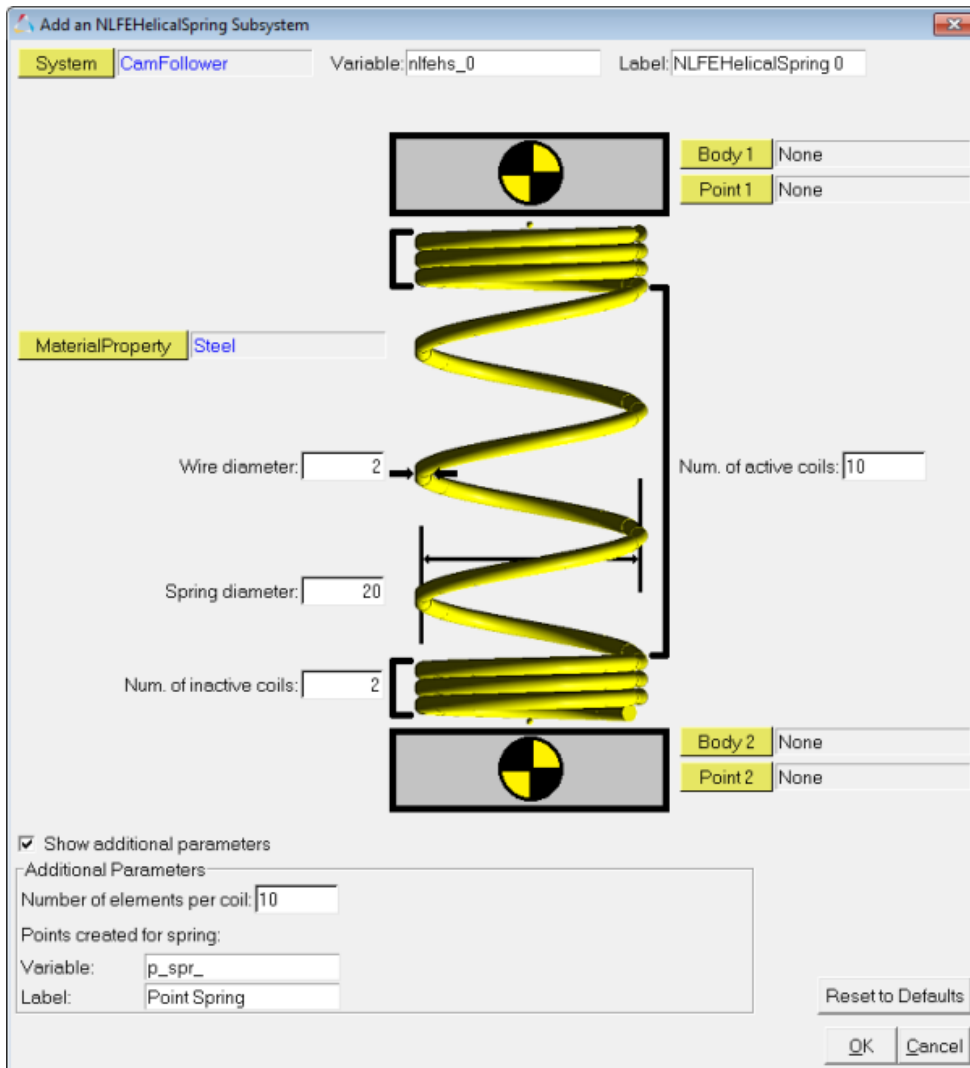 Add an NLFEHelicalSpring Subsystem
System CamFollower Variable: nlfehs_0 Label: NLFEHelicalSpring 0
Body 1 None
Point 1 None
MaterialProperty Steel
Wire diameter: 2 Num. of active coils: 10
Spring diameter: 20
Num. of inactive coils: 2
Body 2 None
Point 2 None
Show additional parameters
Additional Parameters
Number of elements per coil: 10
Points created for spring:
Variable: p_spr_
Label: Point Spring
Reset to Defaults
OK Cancel